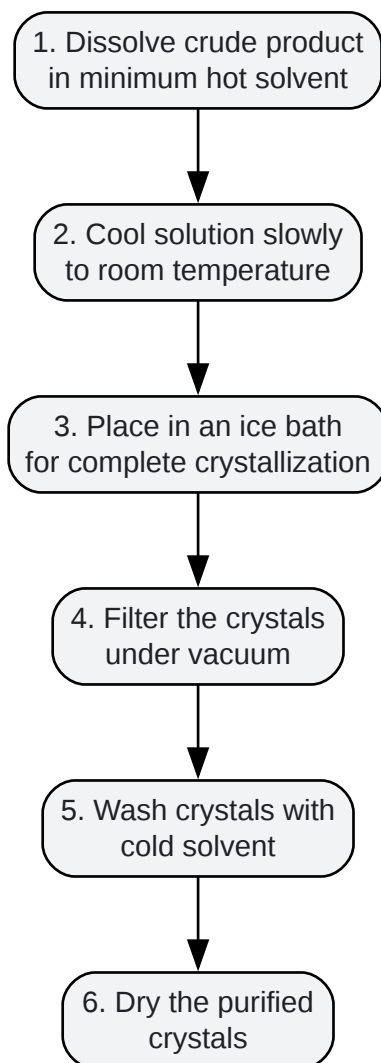 1. Dissolve crude product
in minimum hot solvent
2. Cool solution slowly
to room temperature
3. Place in an ice bath
for complete crystallization
4. Filter the crystals
under vacuum
5. Wash crystals with
cold solvent
6. Dry the purified
crystals